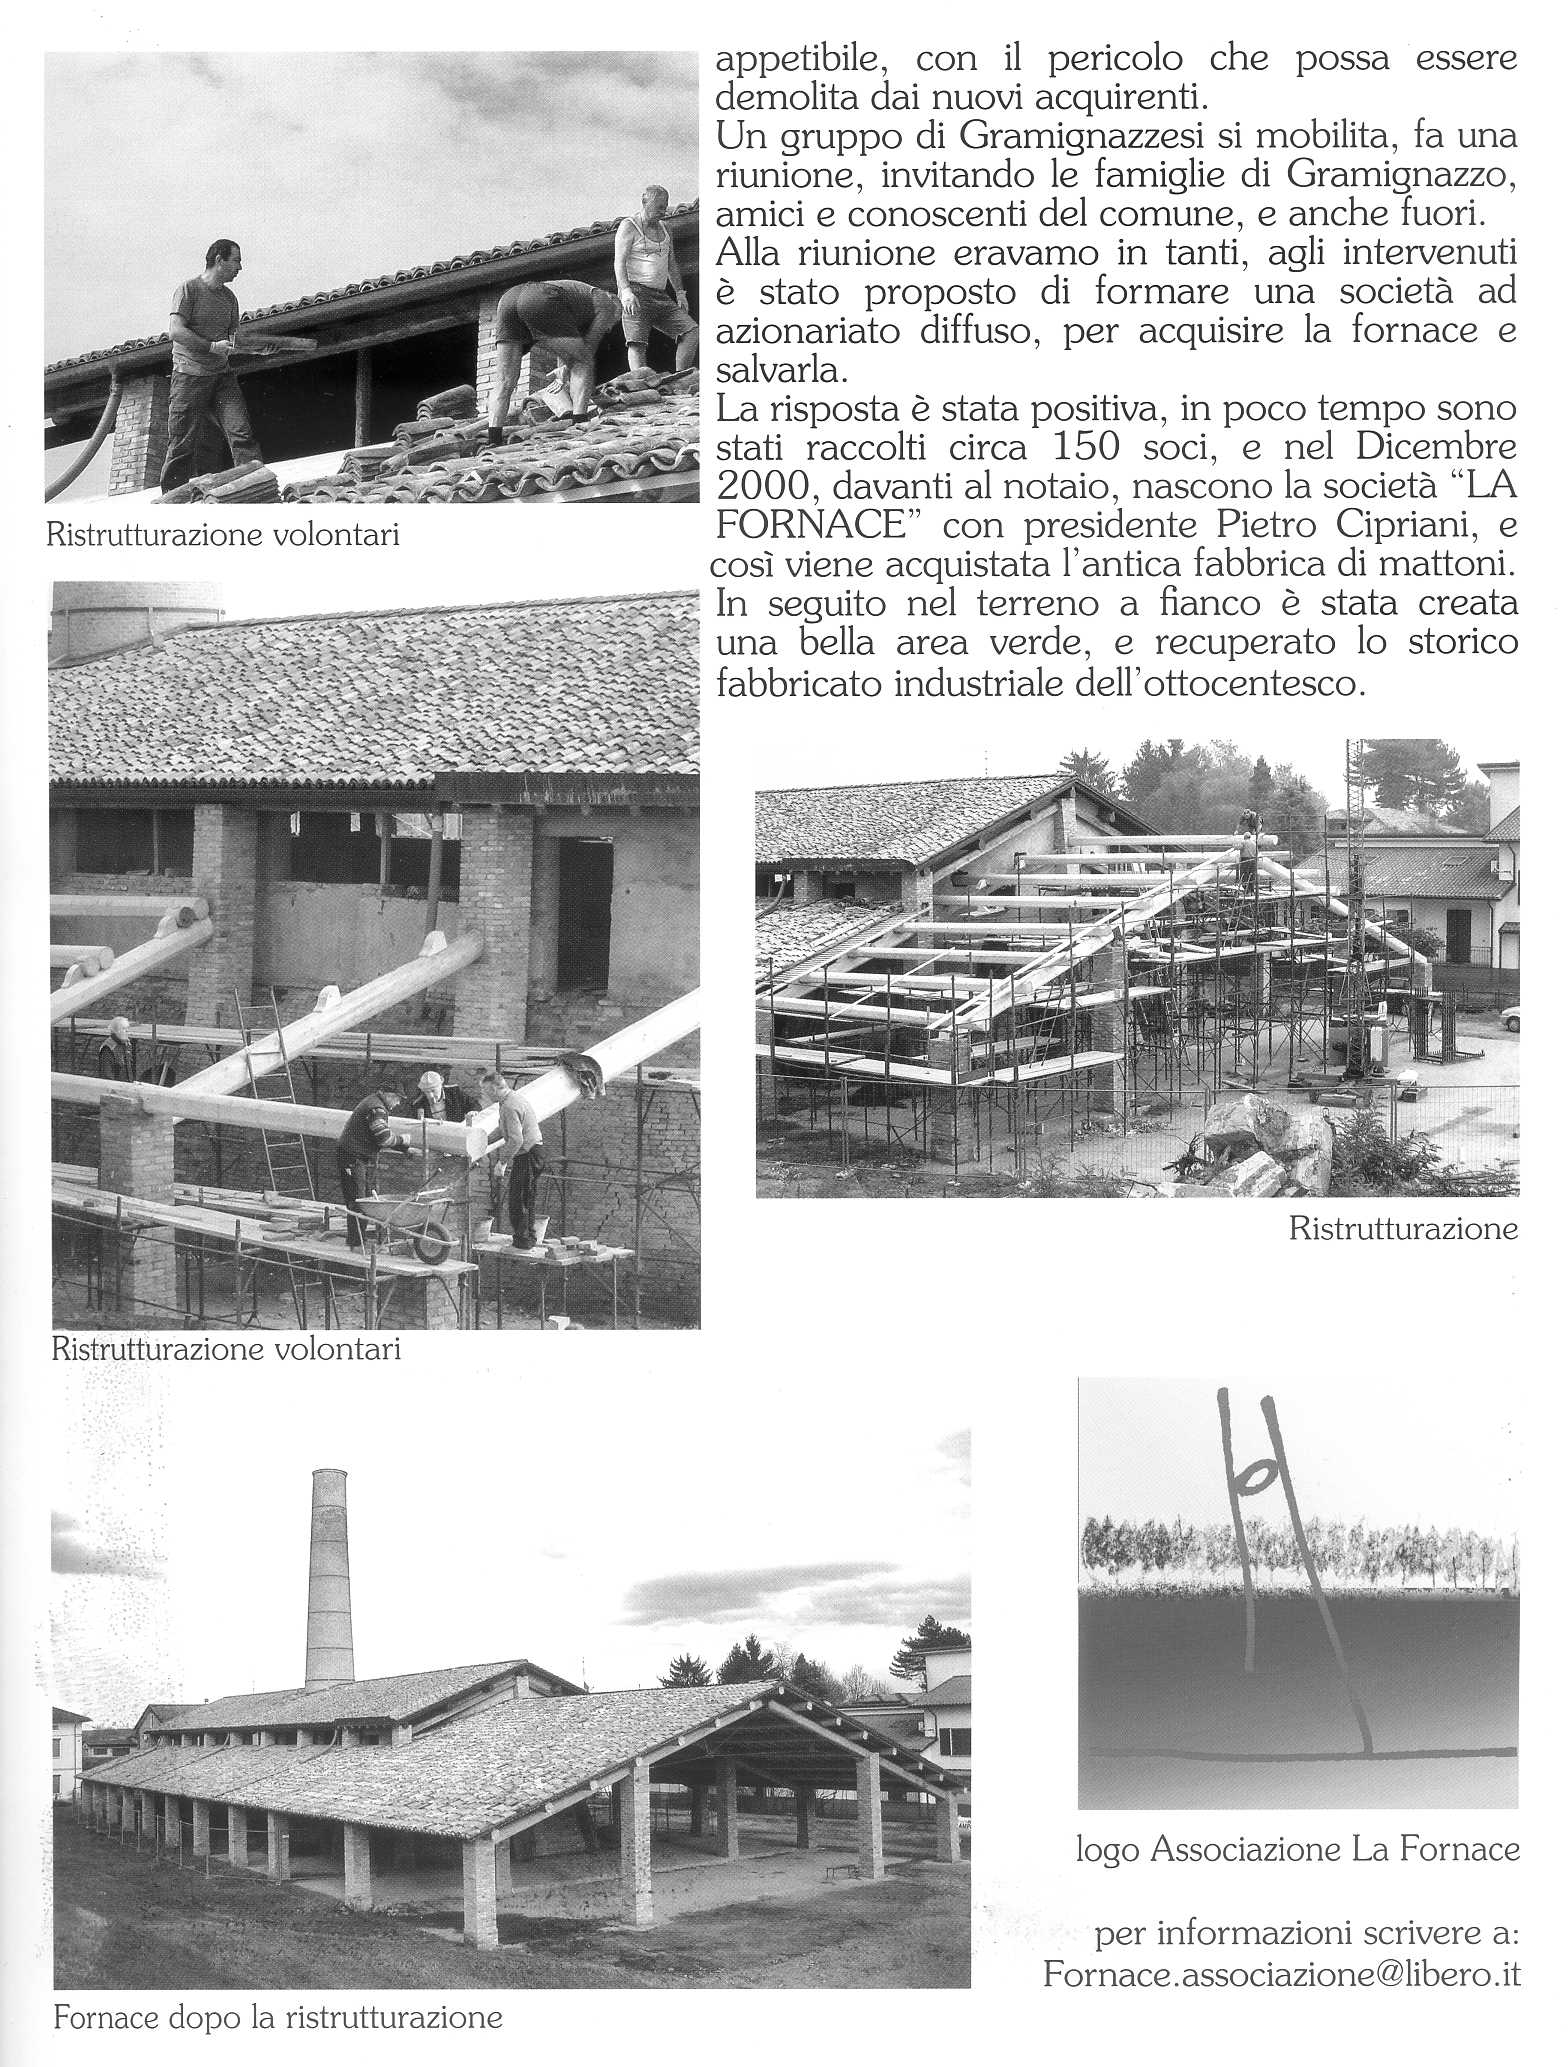 appetibile, con il pericolo che possa essere
demolita dai nuovi acquirenti.
Un gruppo di Gramignazzesi si mobilita, fa una
riunione, invitando le famiglie di Gramignazzo,
amici e conoscenti del comune, e anche fuori.
Alla riunione eravamo in tanti, agli intervenuti
è stato proposto di formare una società ad
azionariato diffuso, per acquisire la fornace e
salvarla.
La risposta è stata positiva, in poco tempo sono
stati raccolti circa 150 soci, e nel Dicembre
2000, davanti al notaio, nascono la società “LA
FORNACE” con presidente Pietro Cipriani, e
così viene acquistata l’antica fabbrica di mattoni.
In seguito nel terreno a fianco è stata creata
una bella area verde, e recuperato lo storico
fabbricato industriale dell’ottocentesco.
Ristrutturazione volontari
Ristrutturazione
Ristrutturazione volontari
logo Associazione La Fornace
per informazioni scrivere a:
Fornace.associazione@libero.it
Fornace dopo la ristrutturazione